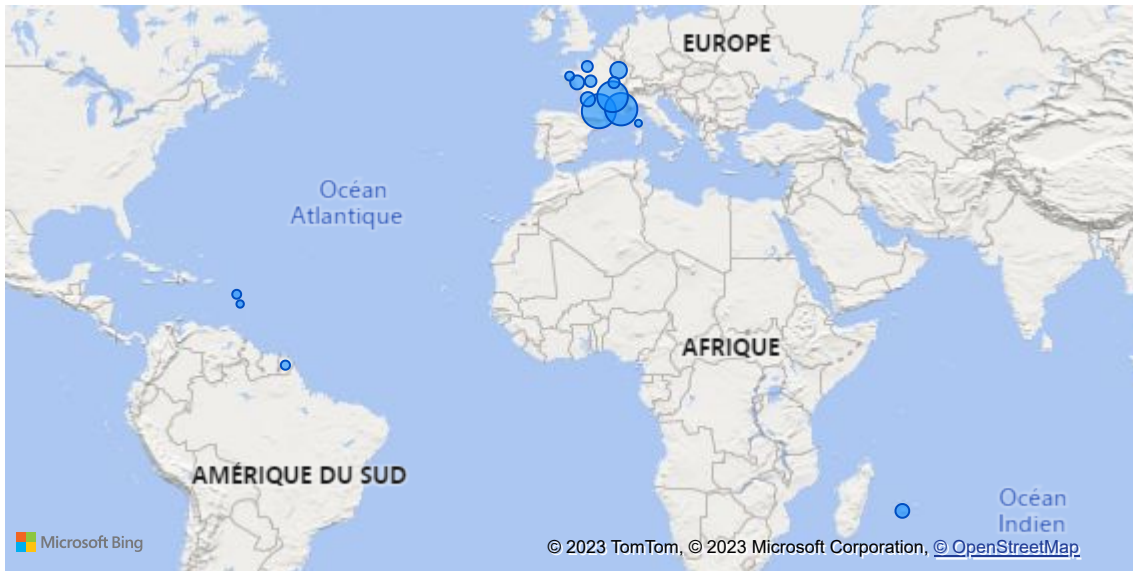 EUROPE
Océan
Atlantique
AFRIQUE
AMÉRIQUE DU SUD
Océan
Indien
Microsoft Bing
© 2023 TomTom, © 2023 Microsoft Corporation, © OpenStreetMap